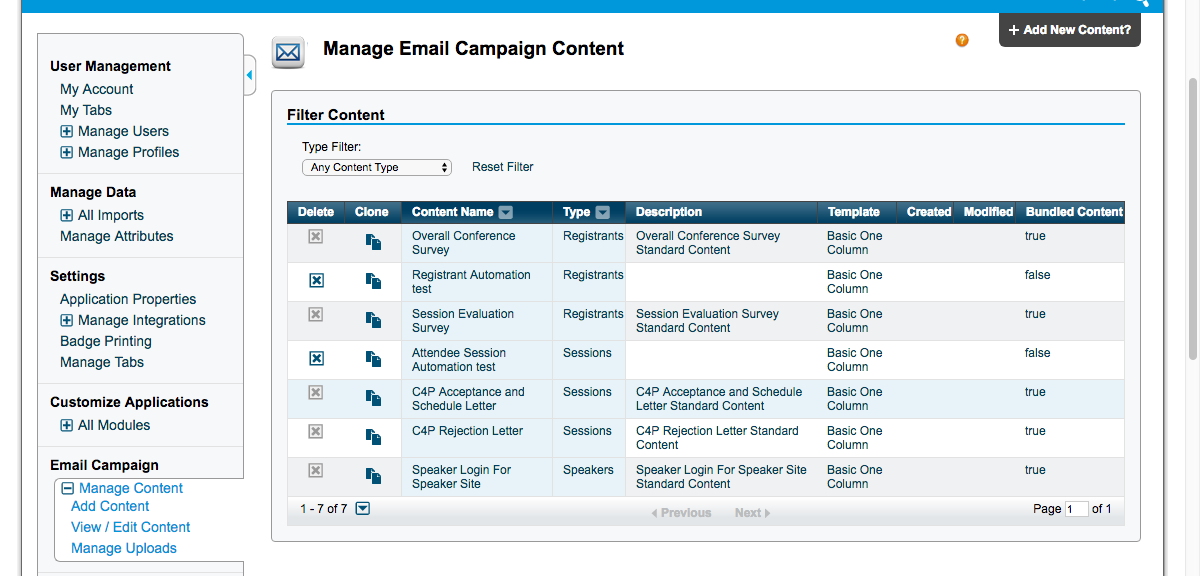 + Add New Content?
Manage Email Campaign Content
?
User Management
My Account
My Tabs
Manage Users
Manage Profiles
Manage Data
All Imports
Manage Attributes
Settings
Application Properties
Manage Integrations
Badge Printing
Manage Tabs
Customize Applications
All Modules
Email Campaign
Manage Content
Add Content
View / Edit Content
Manage Uploads
Filter Content
Type Filter:
Any Content Type Reset Filter
Delete Clone Content Name Type Description Template Created Modified Bundled Content
Overall Conference Registrants Overall Conference Survey Basic One true
Survey Standard Content Column
Registrant Automation Registrants Basic One false
test Column
Session Evaluation Registrants Session Evaluation Survey Basic One true
Survey Standard Content Column
Attendee Session Sessions Basic One false
Automation test Column
C4P Acceptance and Sessions C4P Acceptance and Schedule Basic One true
Schedule Letter Letter Standard Content Column
C4P Rejection Letter Sessions C4P Rejection Letter Standard Basic One true
Content Column
Speaker Login For Speakers Speaker Login For Speaker Site Basic One true
Speaker Site Standard Content Column
1 - 7 of 7 Previous Next Page 1 of 1